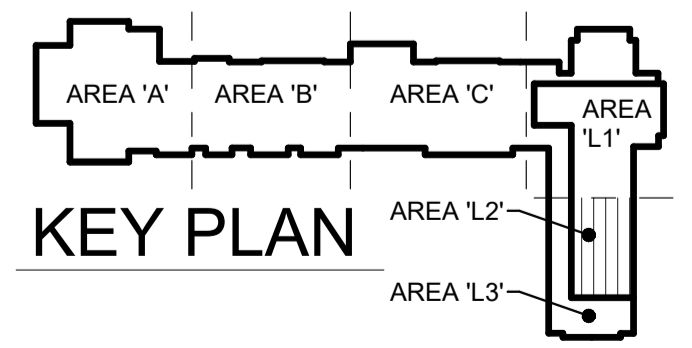 AREA 'A'
AREA 'B'
AREA 'C'
AREA
'L1'
KEY PLAN
AREA 'L2'
AREA 'L3'